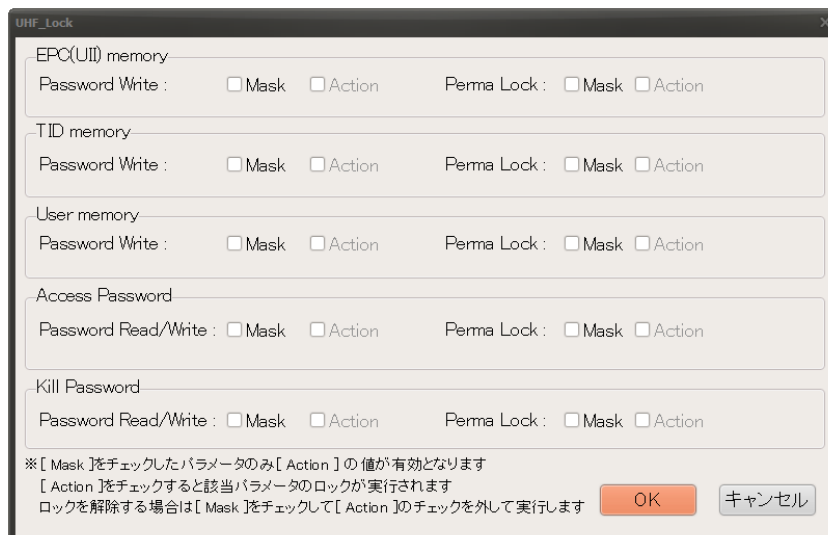 UHF_Lock
EPC(UII) memory
Password Write : Mask Action Perma Lock : Mask Action
TID memory
Password Write : Mask Action Perma Lock : Mask Action
User memory
Password Write : Mask Action Perma Lock : Mask Action
Access Password
Password Read/Write : Mask Action Perma Lock : Mask Action
Kill Password
Password Read/Write : Mask Action Perma Lock : Mask Action
※[ Mask ]をチェックしたパラメータのみ[ Action ] の値が有効となります
[ Action ]をチェックすると該当パラメータのロックが実行されます
ロックを解除する場合は[ Mask ]をチェックして[ Action ]のチェックを外して実行します
OK キャンセル